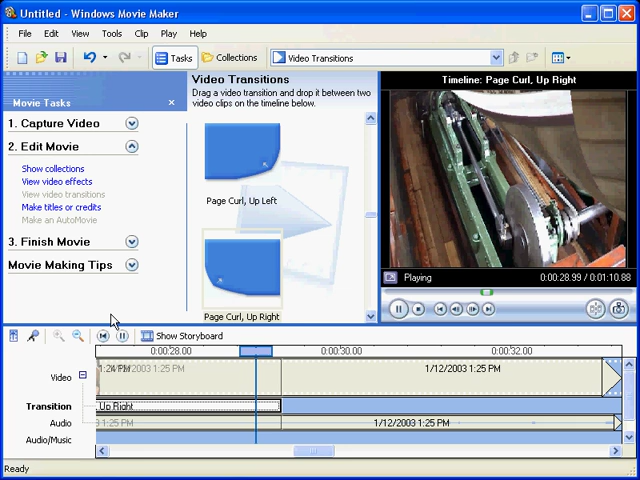 Untitled - Windows Movie Maker
File Edit View Tools Clip Play Help
Tasks Collections Video Transitions
Movie Tasks
1. Capture Video
2. Edit Movie
Show collections
View video effects
View video transitions
Make titles or credits
Make an AutoMovie
3. Finish Movie
Movie Making Tips
Video Transitions
Drag a video transition and drop it between two
video clips on the timeline below.
Page Curl, Up Left
Page Curl, Up Right
Timeline: Page Curl, Up Right
Playing 0:00:28.99 / 0:01:10.88
Show Storyboard
0:00:28.00 0:00:30.00 0:00:32.00
Video 1/12/2003 1:25 PM
Transition Up Right
Audio 3 1:25 PM 1/12/2003 1:25 PM
Audio/Music
Ready